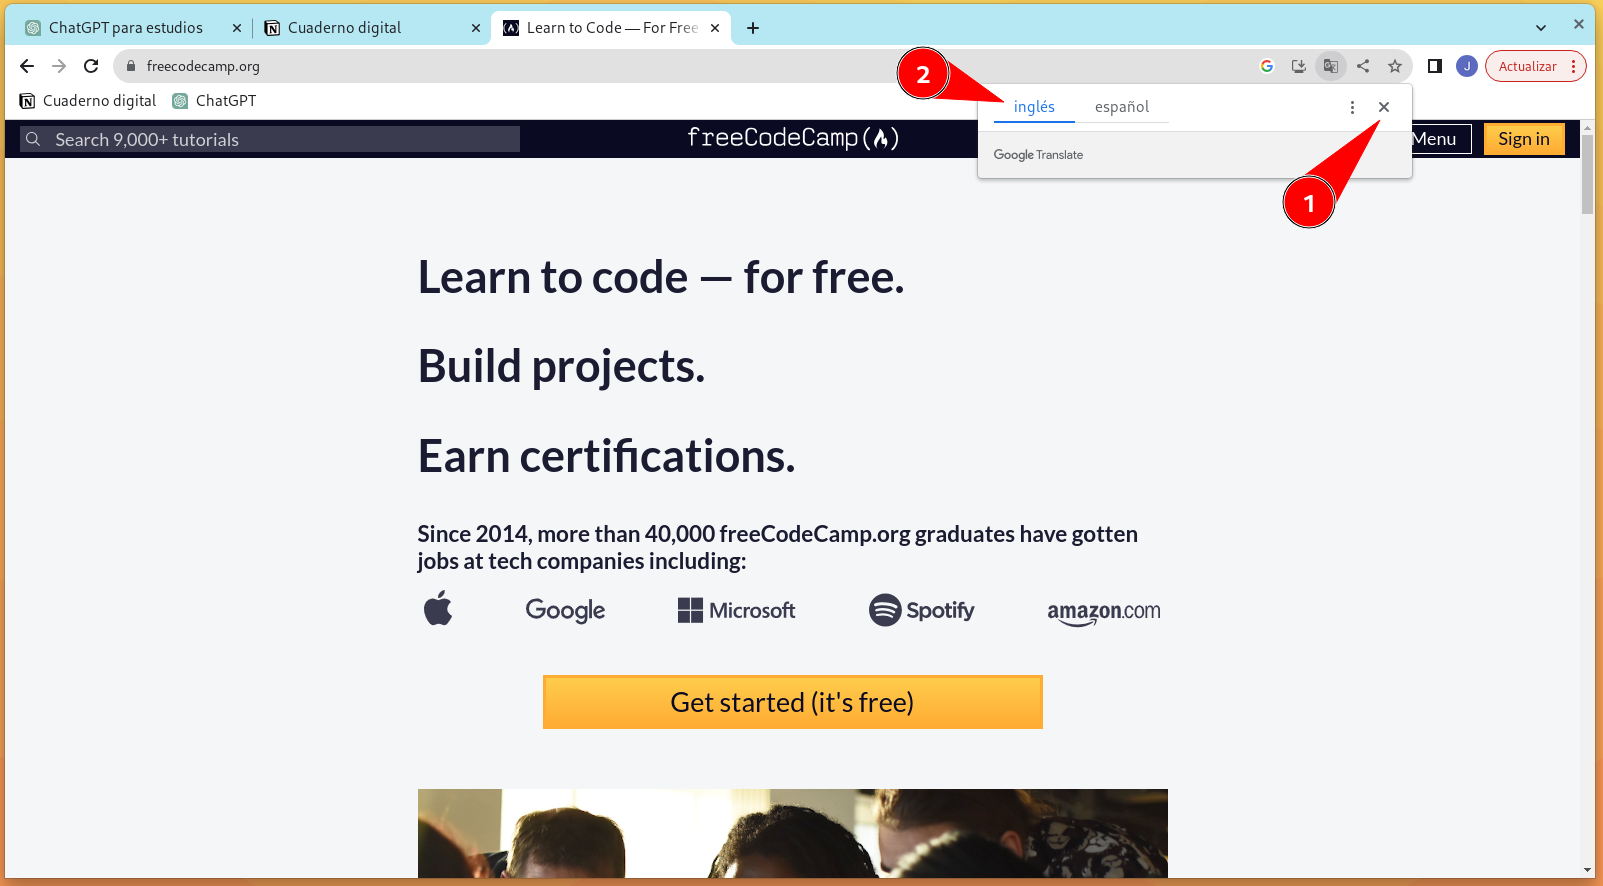 ChatGPT para estudios
Cuaderno digital
Learn to Code — For Free
freecodecamp.org
J
Actualizar
Cuaderno digital
ChatGPT
2
inglés
español
Google Translate
1
Search 9,000+ tutorials
freeCodeCamp
Menu
Sign in
Learn to code — for free.
Build projects.
Earn certifications.
Since 2014, more than 40,000 freeCodeCamp.org graduates have gotten
jobs at tech companies including:
Google
Microsoft
Spotify
amazon.com
Get started (it's free)